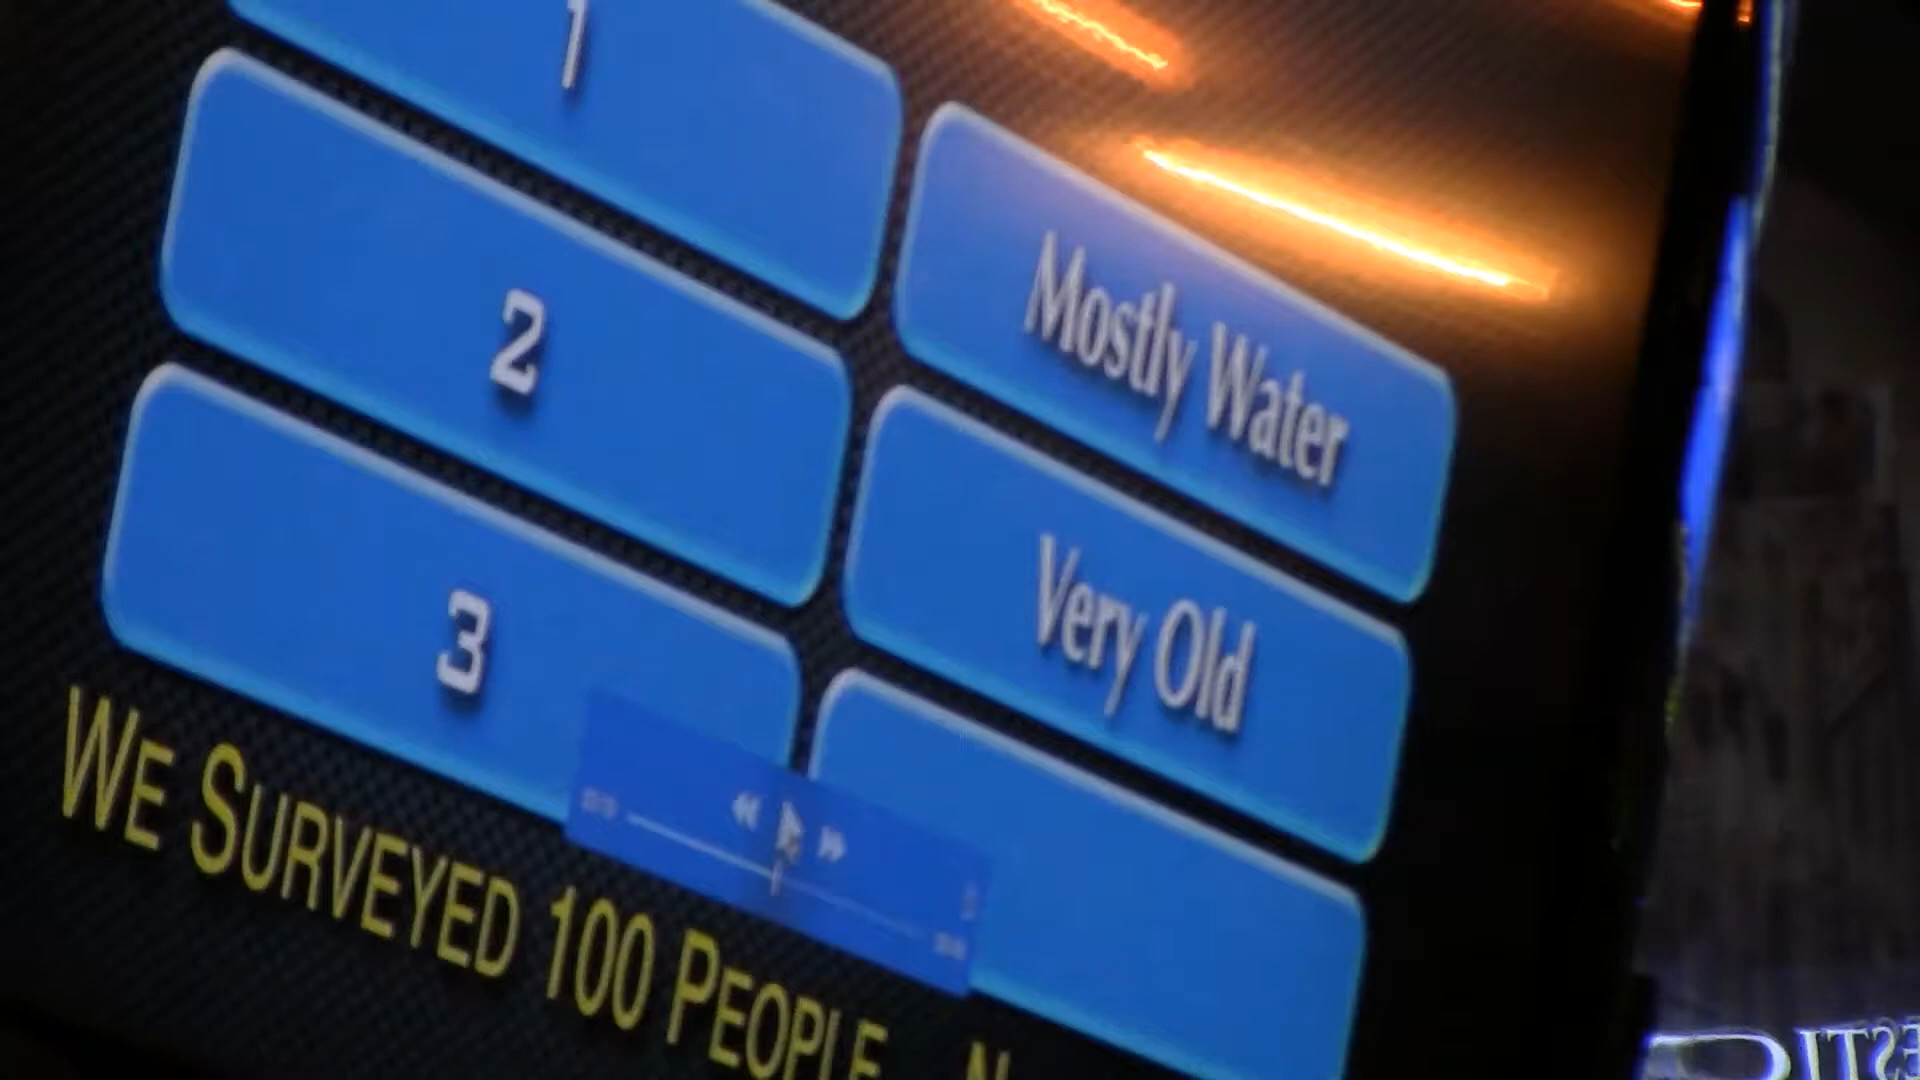 1
2
Mostly Water
3
Very Old
WE SURVEYED 100 PEOPLE